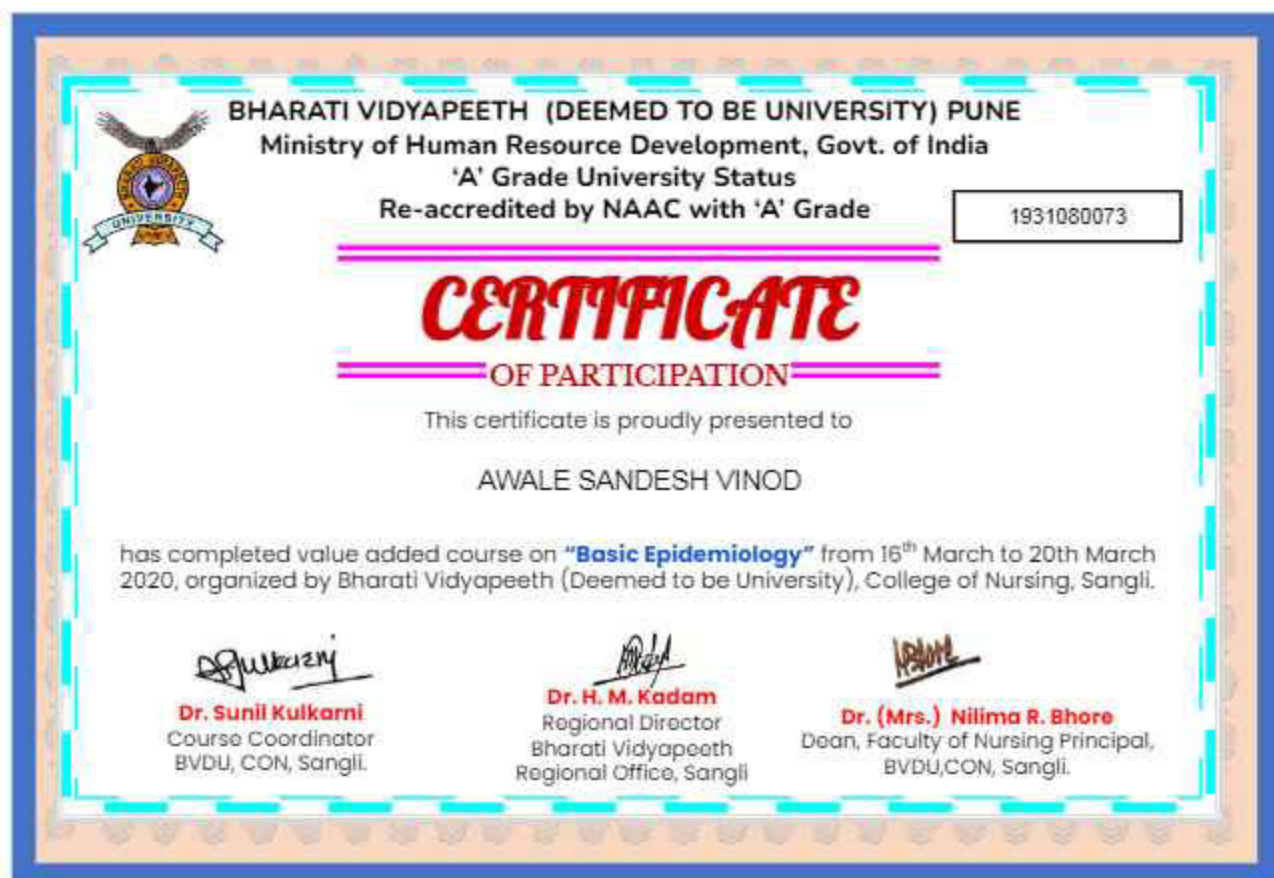 BHARATI VIDYAPEETH (DEEMED TO BE UNIVERSITY) PUNE
Ministry of Human Resource Development, Govt. of India
‘A’ Grade University Status
Re-accredited by NAAC with ‘A’ Grade
1931080073
BHARATI VIDYAPEETH
UNIVERSITY
CERTIFICATE
OF PARTICIPATION
This certificate is proudly presented to
AWALE SANDESH VINOD
has completed value added course on “Basic Epidemiology” from 16th March to 20th March
2020, organized by Bharati Vidyapeeth (Deemed to be University), College of Nursing, Sangli.
Dr. Sunil Kulkarni
Course Coordinator
BVDU, CON, Sangli.
Dr. H. M. Kadam
Regional Director
Bharati Vidyapeeth
Regional Office, Sangli
Dr. (Mrs.) Nilima R. Bhore
Dean, Faculty of Nursing Principal,
BVDU,CON, Sangli.